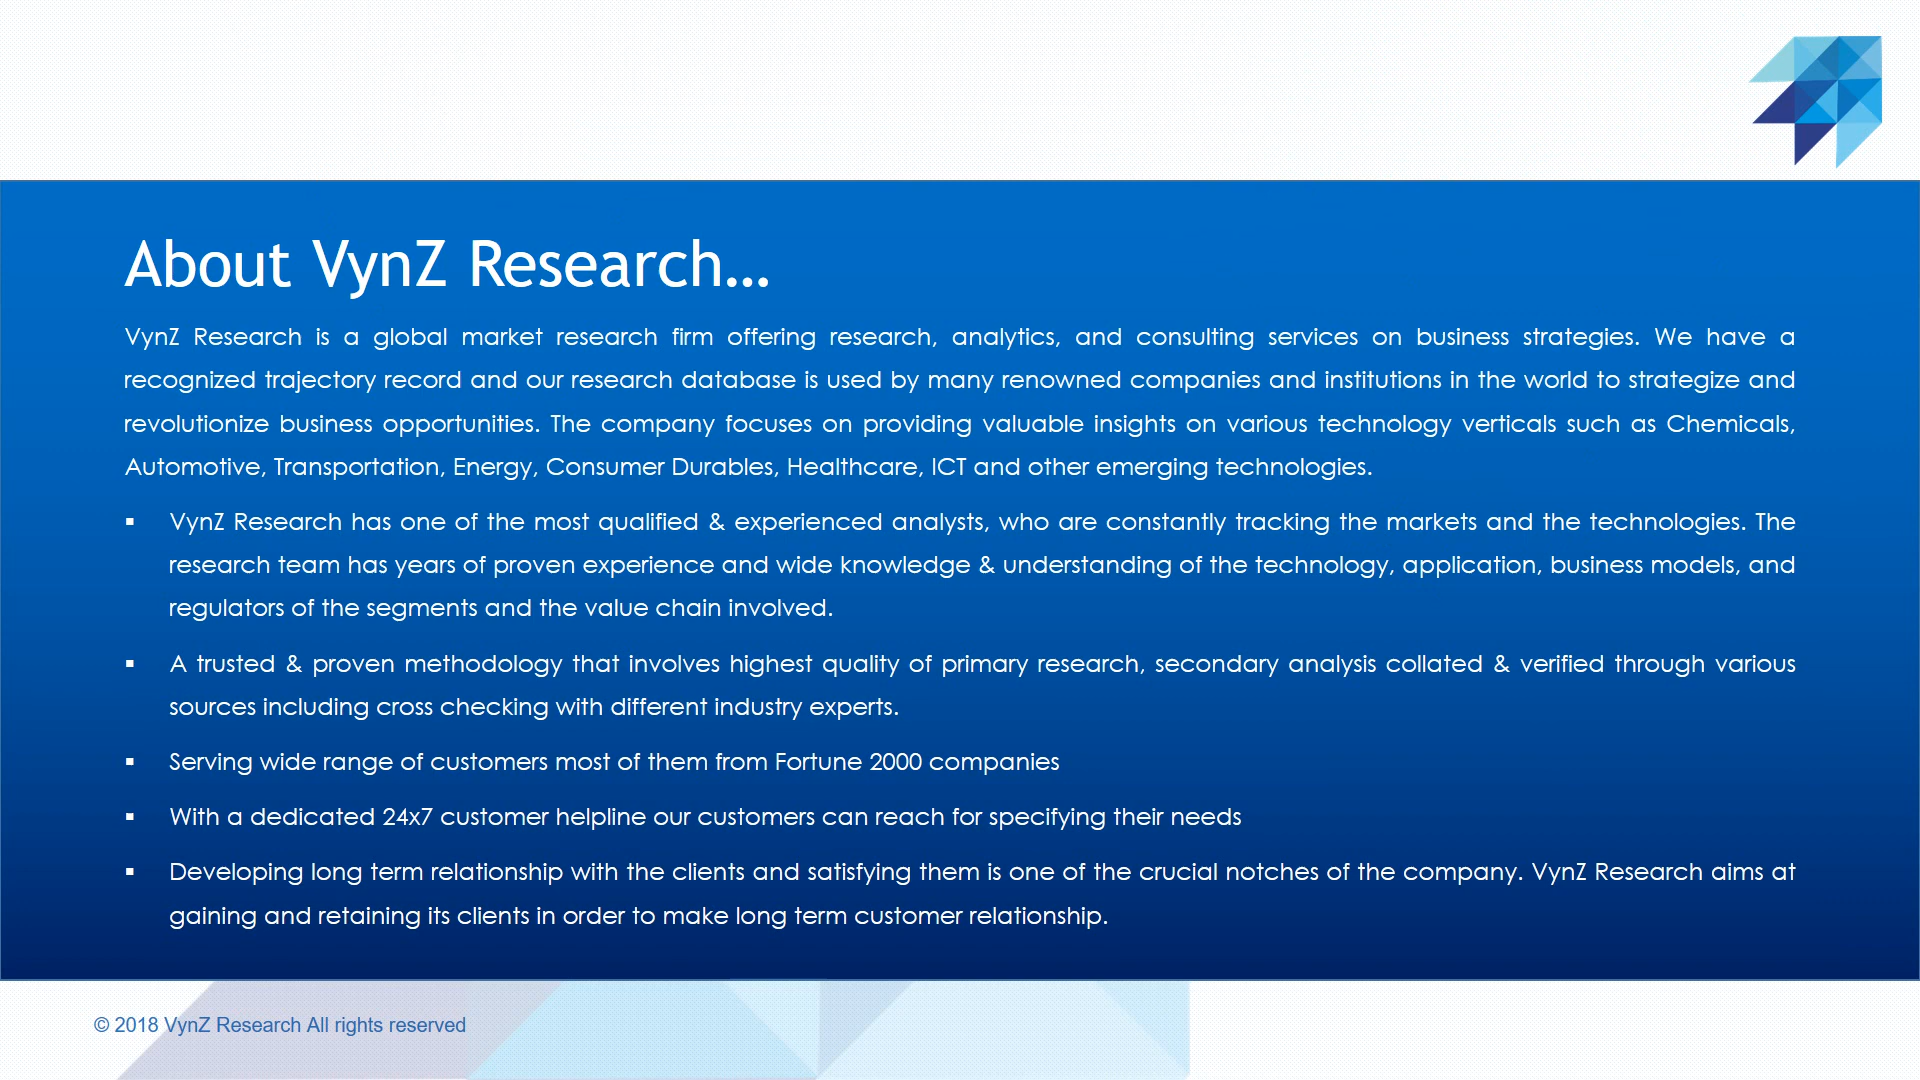 About VynZ Research…
VynZ Research is a global market research firm offering research, analytics, and consulting services on business strategies. We have a
recognized trajectory record and our research database is used by many renowned companies and institutions in the world to strategize and
revolutionize business opportunities. The company focuses on providing valuable insights on various technology verticals such as Chemicals,
Automotive, Transportation, Energy, Consumer Durables, Healthcare, ICT and other emerging technologies.
▪ VynZ Research has one of the most qualified & experienced analysts, who are constantly tracking the markets and the technologies. The
research team has years of proven experience and wide knowledge & understanding of the technology, application, business models, and
regulators of the segments and the value chain involved.
▪ A trusted & proven methodology that involves highest quality of primary research, secondary analysis collated & verified through various
sources including cross checking with different industry experts.
▪ Serving wide range of customers most of them from Fortune 2000 companies
▪ With a dedicated 24x7 customer helpline our customers can reach for specifying their needs
▪ Developing long term relationship with the clients and satisfying them is one of the crucial notches of the company. VynZ Research aims at
gaining and retaining its clients in order to make long term customer relationship.
© 2018 VynZ Research All rights reserved